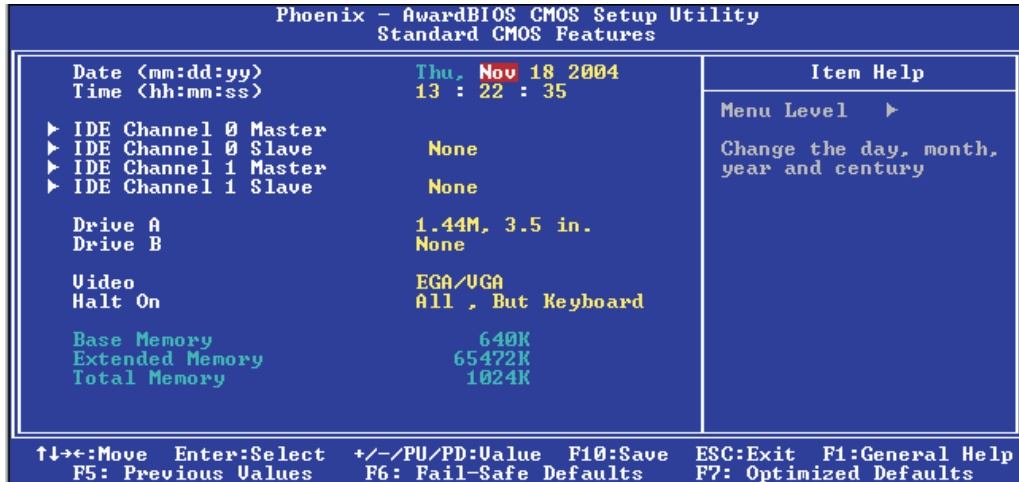 Phoenix - AwardBIOS CMOS Setup Utility
Standard CMOS Features
Date (mm:dd:yy) Thu, Nov 18 2004
Time (hh:mm:ss) 13 : 22 : 35
► IDE Channel 0 Master
► IDE Channel 0 Slave None
► IDE Channel 1 Master
► IDE Channel 1 Slave None
Drive A 1.44M, 3.5 in.
Drive B None
Video EGA/VGA
Halt On All , But Keyboard
Base Memory 640K
Extended Memory 65472K
Total Memory 1024K
Item Help
Menu Level ►
Change the day, month,
year and century
↑↓→←:Move Enter:Select +/-/PU/PD:Value F10:Save ESC:Exit F1:General Help
F5: Previous Values F6: Fail-Safe Defaults F7: Optimized Defaults